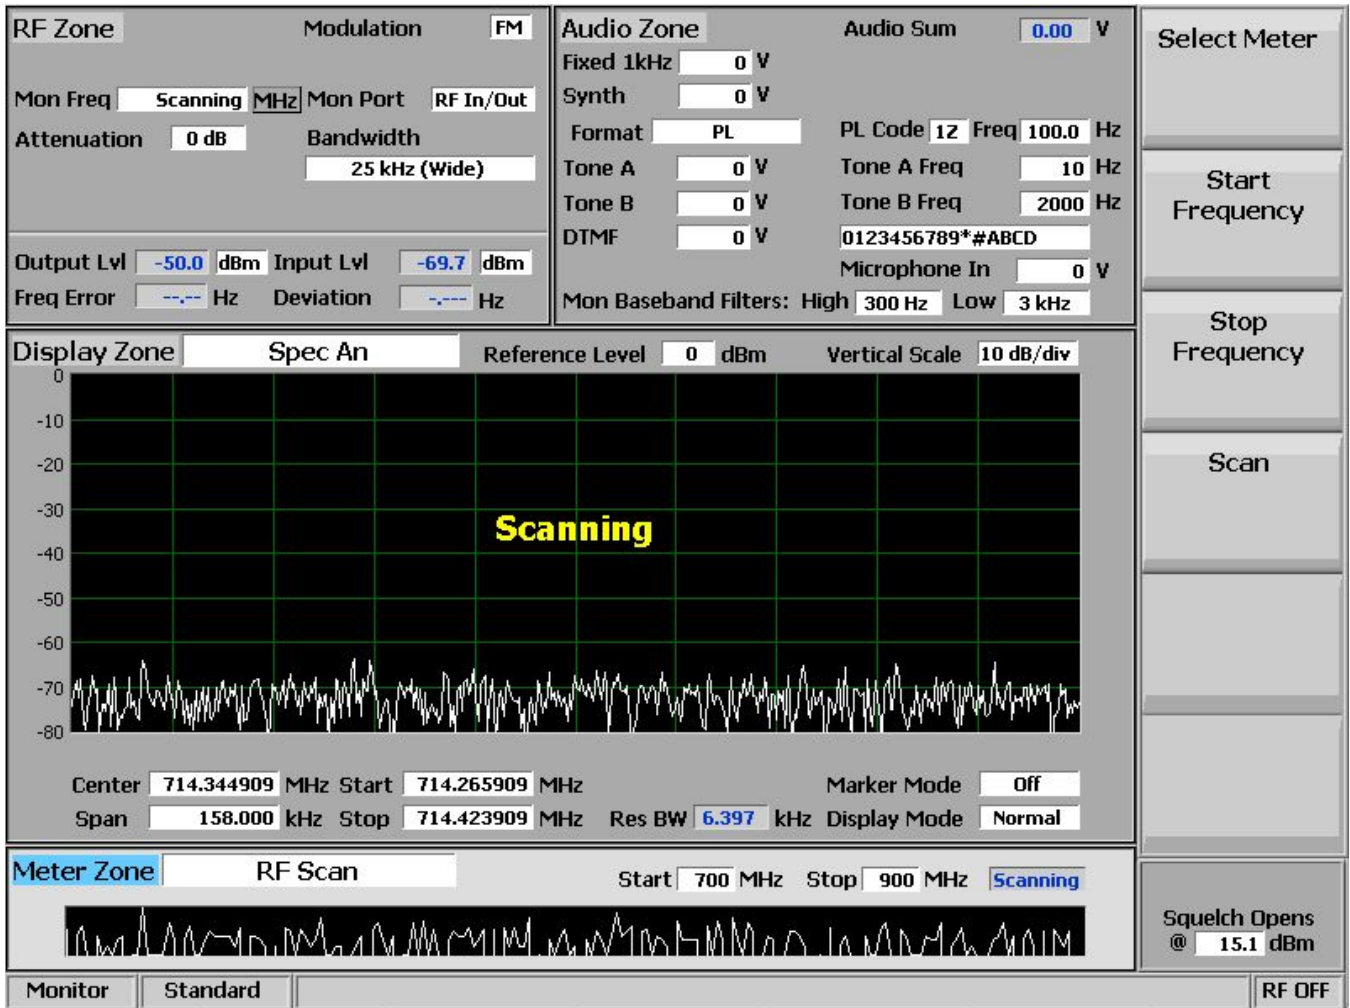 RF Zone Modulation FM
Mon Freq Scanning MHz Mon Port RF In/Out
Attenuation 0 dB Bandwidth
25 kHz (Wide)
Output Lvl -50.0 dBm Input Lvl -69.7 dBm
Freq Error --.-- Hz Deviation -.--- Hz
Audio Zone Audio Sum 0.00 V
Fixed 1kHz 0 V
Synth 0 V
Format PL PL Code 1Z Freq 100.0 Hz
Tone A 0 V Tone A Freq 10 Hz
Tone B 0 V Tone B Freq 2000 Hz
DTMF 0 V 0123456789*#ABCD
Microphone In 0 V
Mon Baseband Filters: High 300 Hz Low 3 kHz
Display Zone Spec An Reference Level 0 dBm Vertical Scale 10 dB/div
0
-10
-20
-30
Scanning
-40
-50
-60
-70
-80
Center 714.344909 MHz Start 714.265909 MHz Marker Mode Off
Span 158.000 kHz Stop 714.423909 MHz Res BW 6.397 kHz Display Mode Normal
Meter Zone RF Scan Start 700 MHz Stop 900 MHz Scanning
Select Meter
Start
Frequency
Stop
Frequency
Scan
Squelch Opens
@ 15.1 dBm
Monitor Standard RF OFF